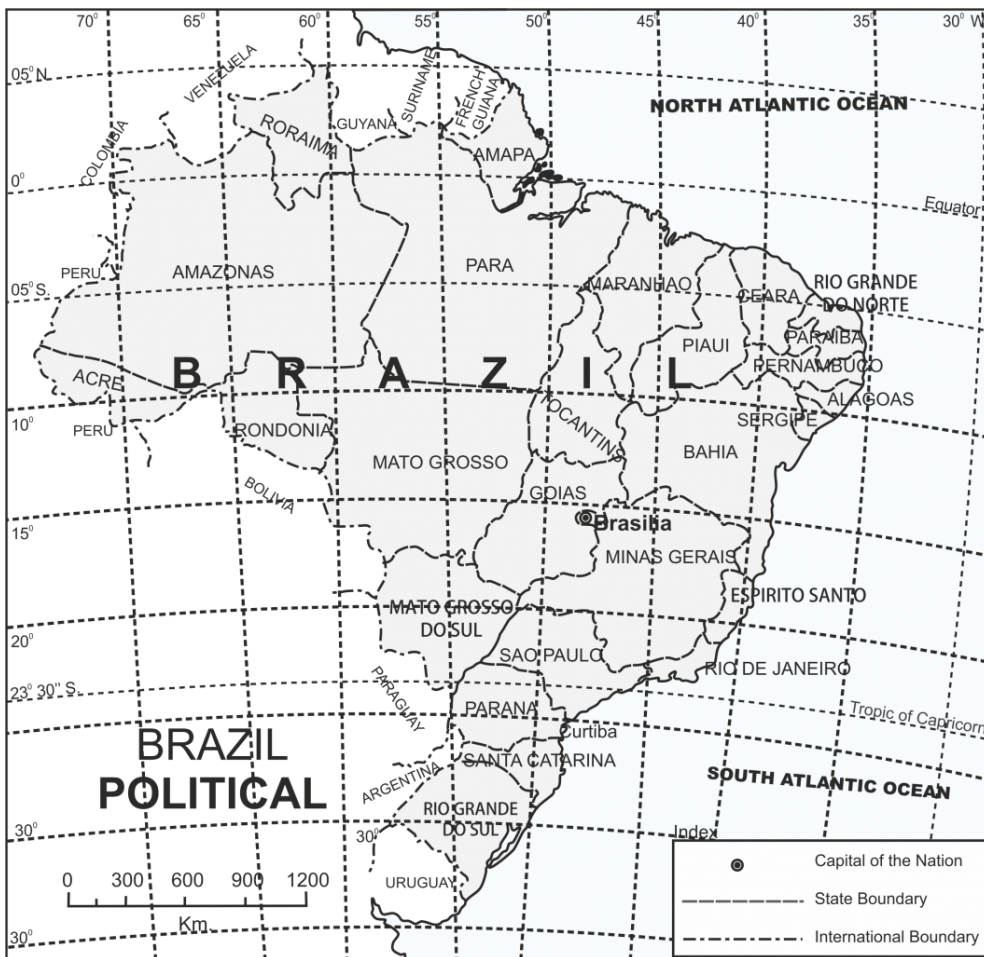 70° 65° 60° 55° 50° 45° 40° 35° 30° W
05° N
VENEZUELA
COLOMBIA
GUYANA
SURINAME
FRENCH
GUIANA
NORTH ATLANTIC OCEAN
RORAIMA
AMAPA
0°
Equator
PERU
AMAZONAS
PARA
MARANHAO
CEARA
RIO GRANDE
DO NORTE
05° S.
PIAUI
PARAIBA
PERNAMBUCO
ACRE
BRAZIL
ALAGOAS
SERGIPE
10°
PERU
RONDONIA
TOCANTINS
BAHIA
MATO GROSSO
BOLIVIA
GOIAS
Brasilia
15°
MINAS GERAIS
ESPIRITO SANTO
MATO GROSSO
DO SUL
20°
SAO PAULO
RIO DE JANEIRO
23° 30" S.
PARAGUAY
PARANA
Tropic of Capricorn
Curtiba
BRAZIL
POLITICAL
ARGENTINA
SANTA CATARINA
SOUTH ATLANTIC OCEAN
RIO GRANDE
DO SUL
30°
30°
URUGUAY
0 300 600 900 1200
Km.
30°
Index
Capital of the Nation
State Boundary
International Boundary